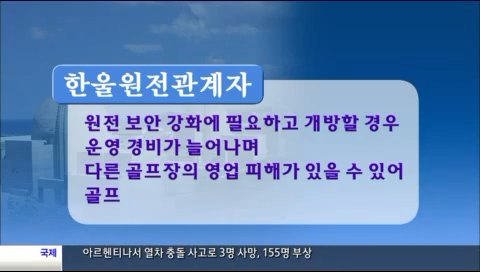 한울원전관계자
원전 보안 강화에 필요하고 개방할 경우
운영 경비가 늘어나며
다른 골프장의 영업 피해가 있을 수 있어
골프
국제 아르헨티나서 열차 충돌 사고로 3명 사망, 155명 부상